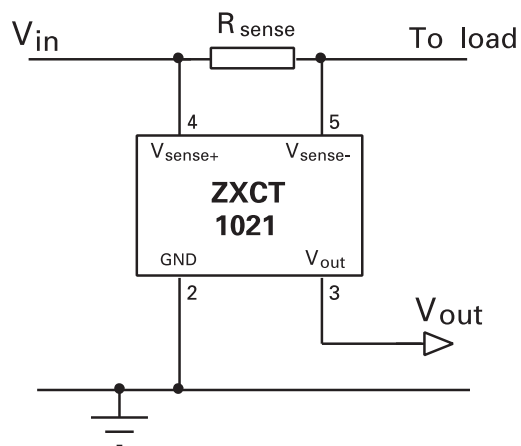 Vin
Rsense
To load
4
5
Vsense+
Vsense-
ZXCT
1021
GND
Vout
2
3
Vout